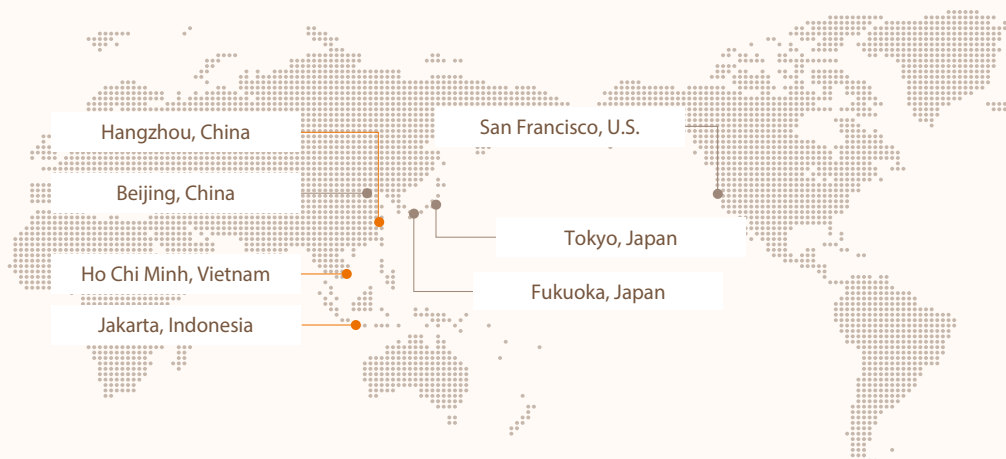 Hangzhou, China
San Francisco, U.S.
Beijing, China
Tokyo, Japan
Ho Chi Minh, Vietnam
Fukuoka, Japan
Jakarta, Indonesia